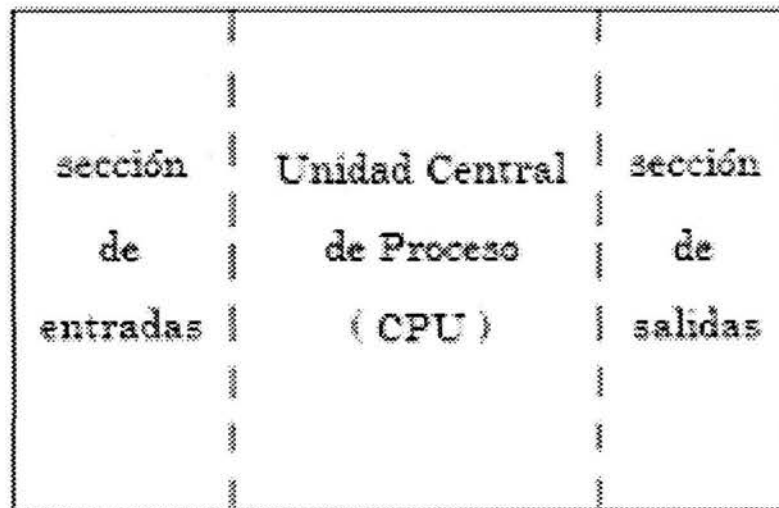 sección
de
entradas
Unidad Central
de Proceso
( CPU )
sección
de
salidas